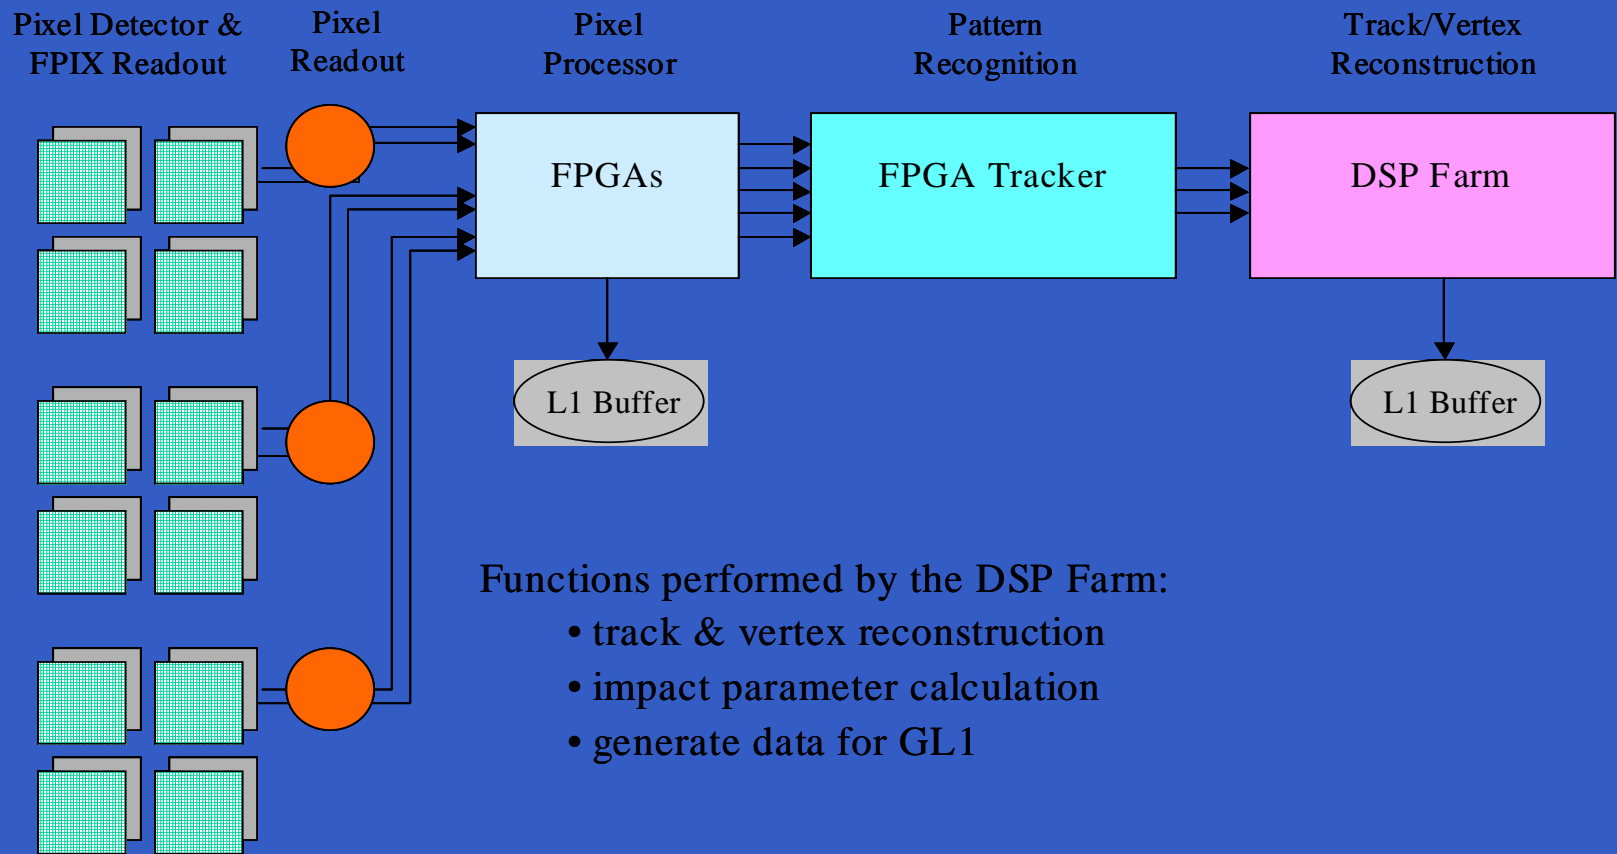 Pixel Detector &
FPIX Readout
Pixel
Readout
Pixel
Processor
Pattern
Recognition
Track/Vertex
Reconstruction
FPGAs
FPGA Tracker
DSP Farm
L1 Buffer
L1 Buffer
Functions performed by the DSP Farm:
• track & vertex reconstruction
• impact parameter calculation
• generate data for GL1